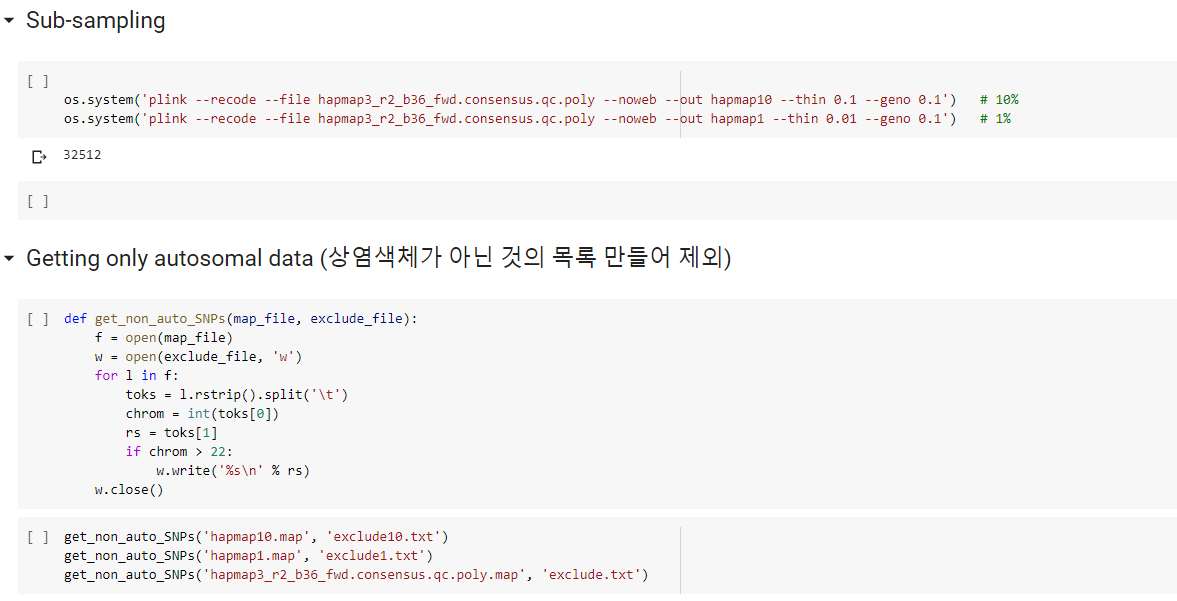 Sub-sampling
[ ]
os.system('plink --recode --file hapmap3_r2_b36_fwd.consensus.qc.poly --noweb --out hapmap10 --thin 0.1 --geno 0.1')   # 10%
os.system('plink --recode --file hapmap3_r2_b36_fwd.consensus.qc.poly --noweb --out hapmap1 --thin 0.01 --geno 0.1')   # 1%
32512
[ ]
Getting only autosomal data (상염색체가 아닌 것의 목록 만들어 제외)
[ ] def get_non_auto_SNPs(map_file, exclude_file):
    f = open(map_file)
    w = open(exclude_file, 'w')
    for l in f:
        toks = l.rstrip().split('\t')
        chrom = int(toks[0])
        rs = toks[1]
        if chrom > 22:
            w.write('%s\n' % rs)
    w.close()
[ ] get_non_auto_SNPs('hapmap10.map', 'exclude10.txt')
get_non_auto_SNPs('hapmap1.map', 'exclude1.txt')
get_non_auto_SNPs('hapmap3_r2_b36_fwd.consensus.qc.poly.map', 'exclude.txt')